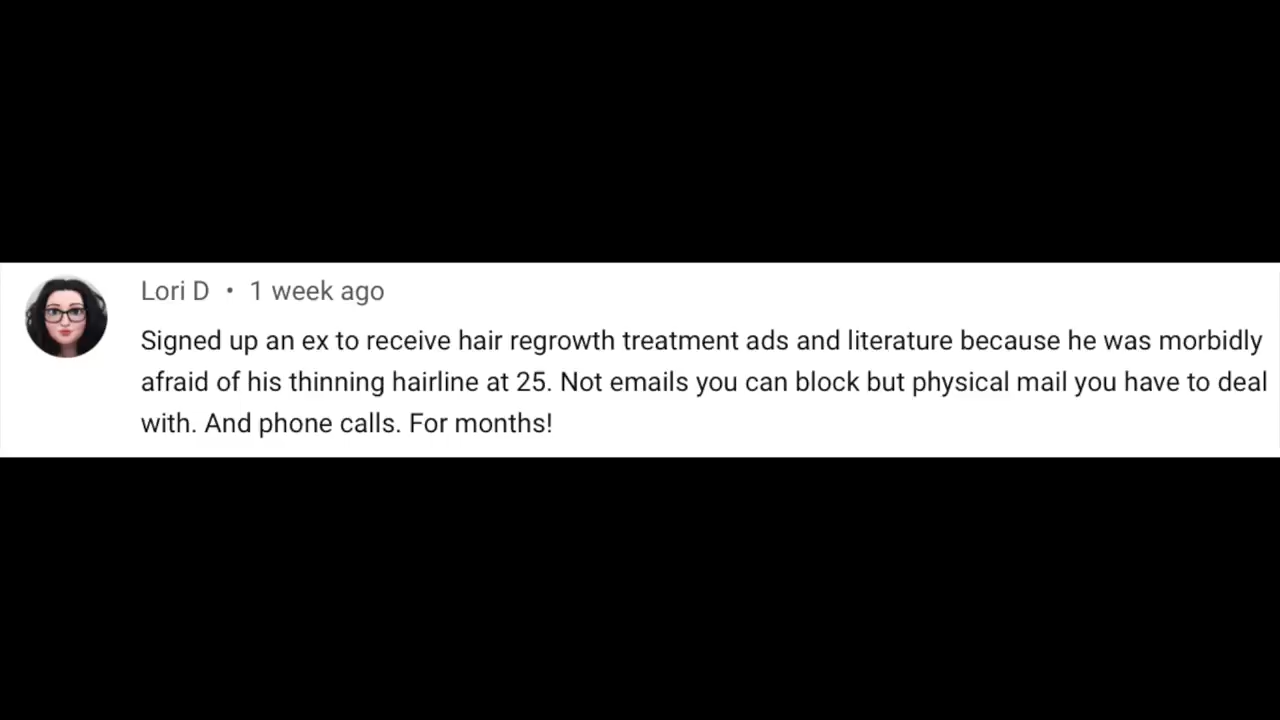 Lori D • 1 week ago
Signed up an ex to receive hair regrowth treatment ads and literature because he was morbidly
afraid of his thinning hairline at 25. Not emails you can block but physical mail you have to deal
with. And phone calls. For months!